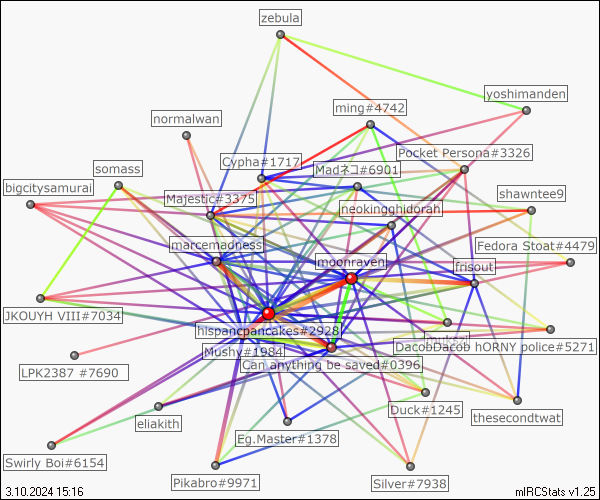 zebula
yoshimanden
ming#4742
normalwan
Pocket Persona#3326
Cypha#1717
Madネコ#6901
somass
bigcitysamurai
Majestic#3375
shawntee9
neokingghidorah
marcemadness
Fedora Stoat#4479
moonraven
frisout
JKOUYH VIII#7034
hispancpancakes#2928
DacobDacob hORNY police#5271
Mushy#1984
Can anything be saved#0396
LPK2387 #7690
Duck#1245
thesecondtwat
eliakith
Eg.Master#1378
Swirly Boi#6154
Pikabro#9971
Silver#7938
3.10.2024 15:16
mIRCStats v1.25